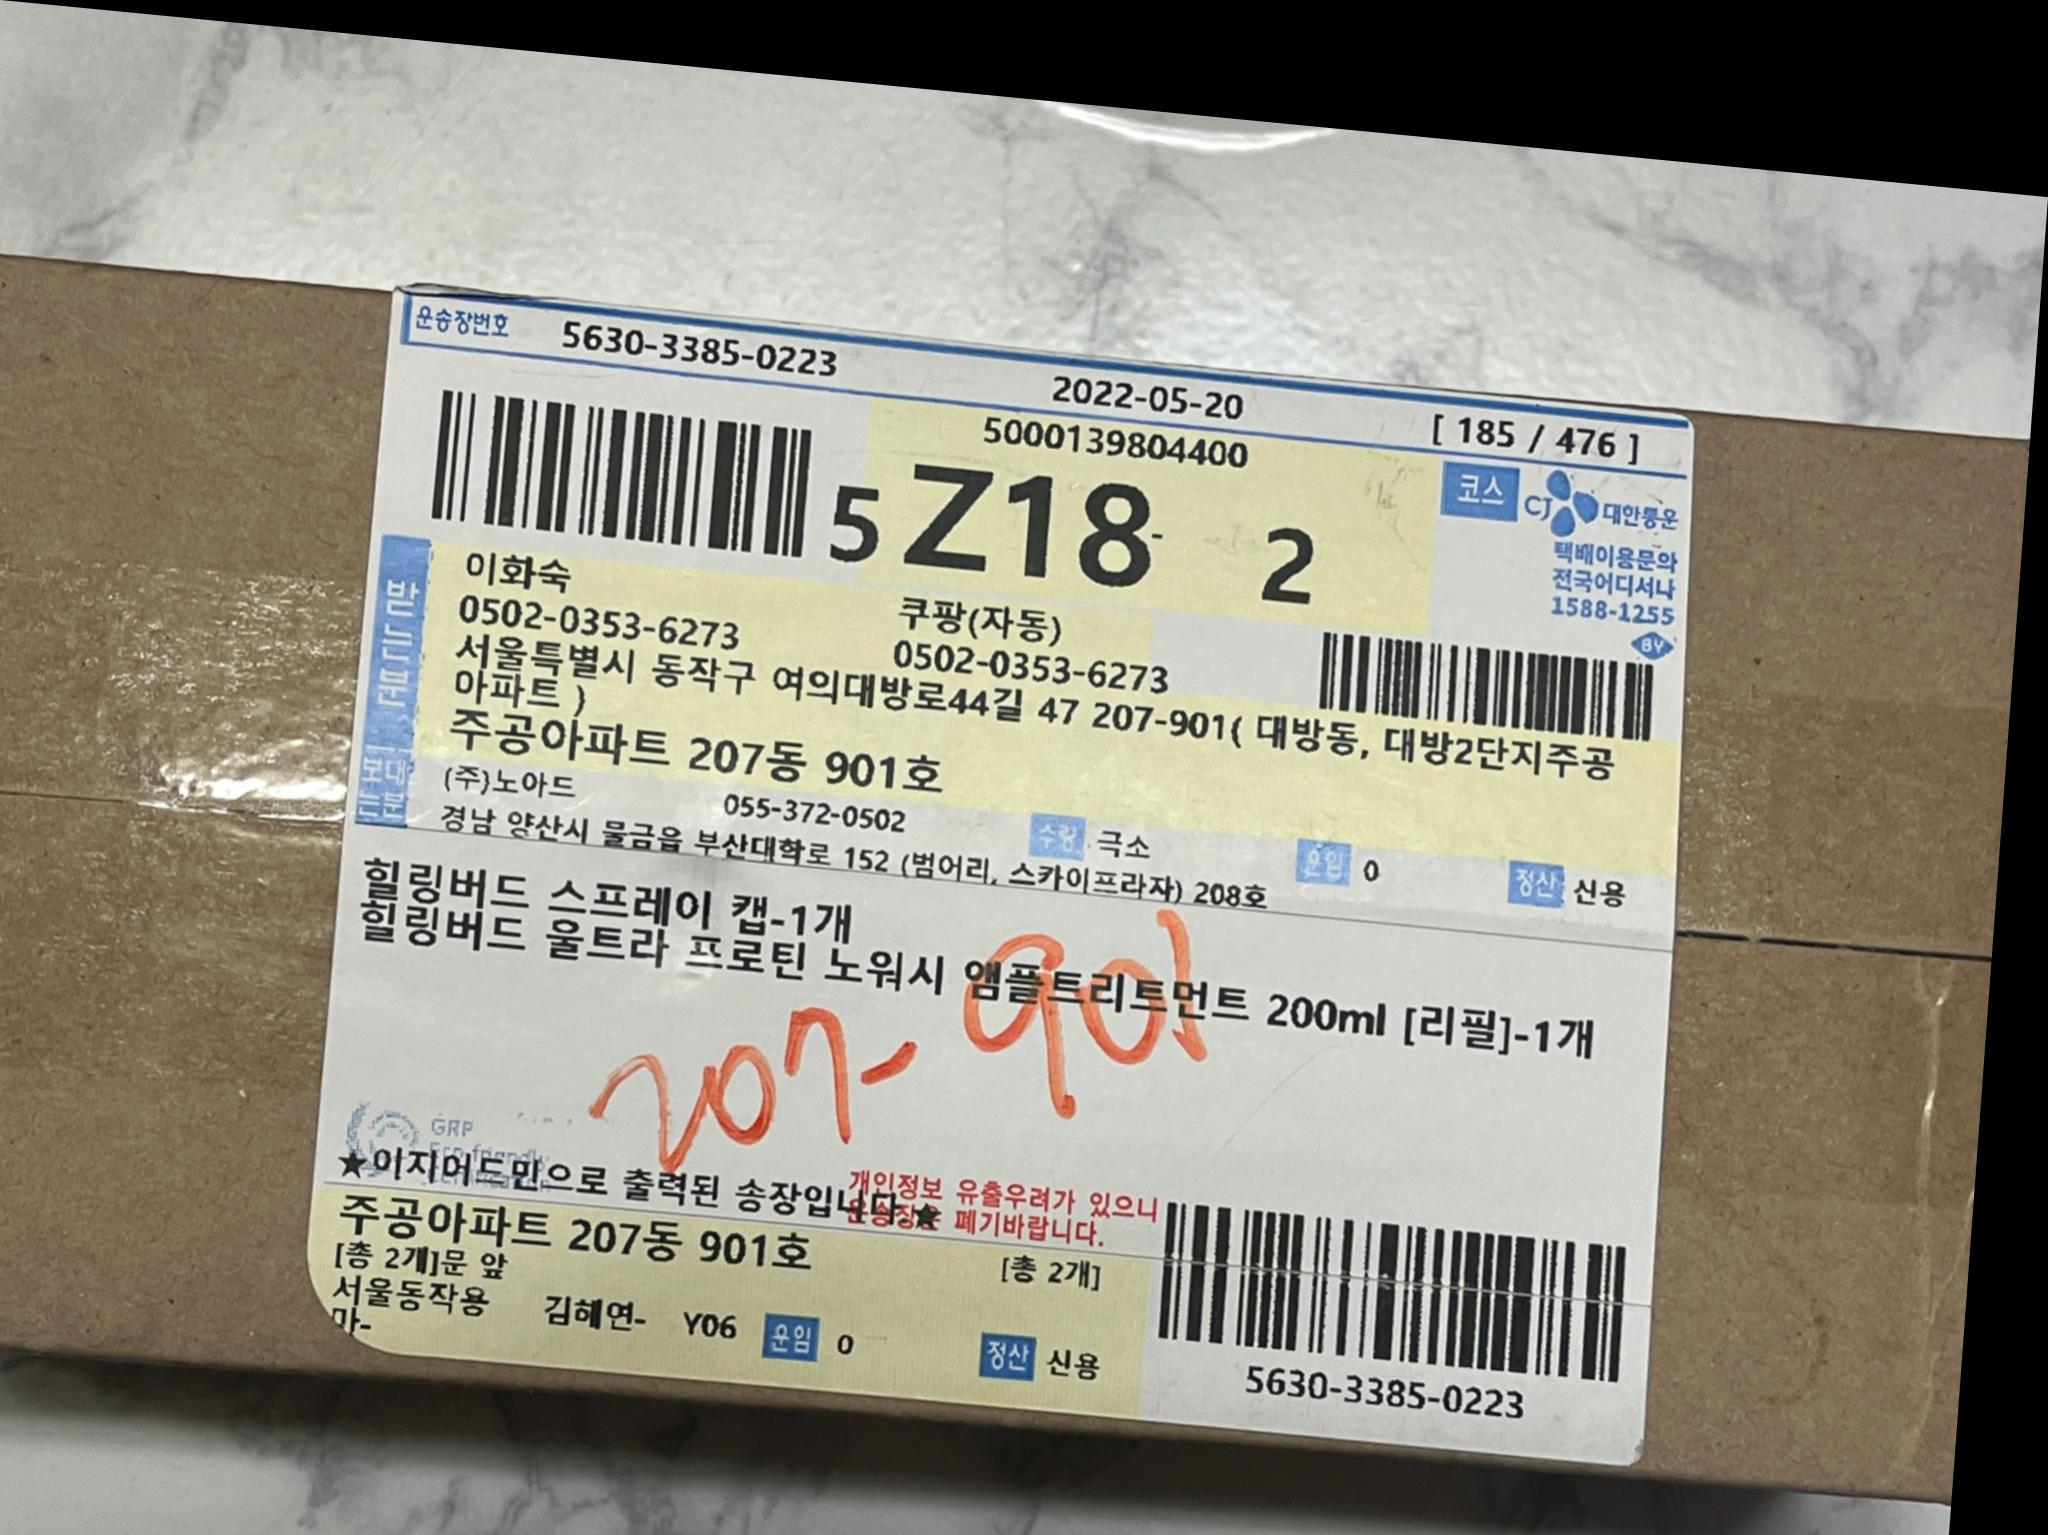 운송장번호 5630-3385-0223 2022-05-20 [ 185 / 476 ]
5000139804400
5 Z18- 2
코스 CJ 대한통운
택배이용문의
전국어디서나
1588-1255
BY
받는분
이화숙 쿠팡(자동)
0502-0353-6273 0502-0353-6273
서울특별시 동작구 여의대방로44길 47 207-901( 대방동, 대방2단지주공
아파트 )
주공아파트 207동 901호
보내는분
(주)노아드 055-372-0502 수량 극소 운임 0 정산 신용
경남 양산시 물금읍 부산대학로 152 (범어리, 스카이프라자) 208호
힐링버드 스프레이 캡-1개
힐링버드 울트라 프로틴 노워시 앰플트리트먼트 200ml [리필]-1개
207-901
GRP
Eco friendly
★이지어드민으로 출력된 송장입니다★
개인정보 유출우려가 있으니
운송장은 폐기바랍니다.
주공아파트 207동 901호
[총 2개]문 앞 [총 2개]
서울동작용
마- 김혜연- Y06 운임 0 정산 신용
5630-3385-0223